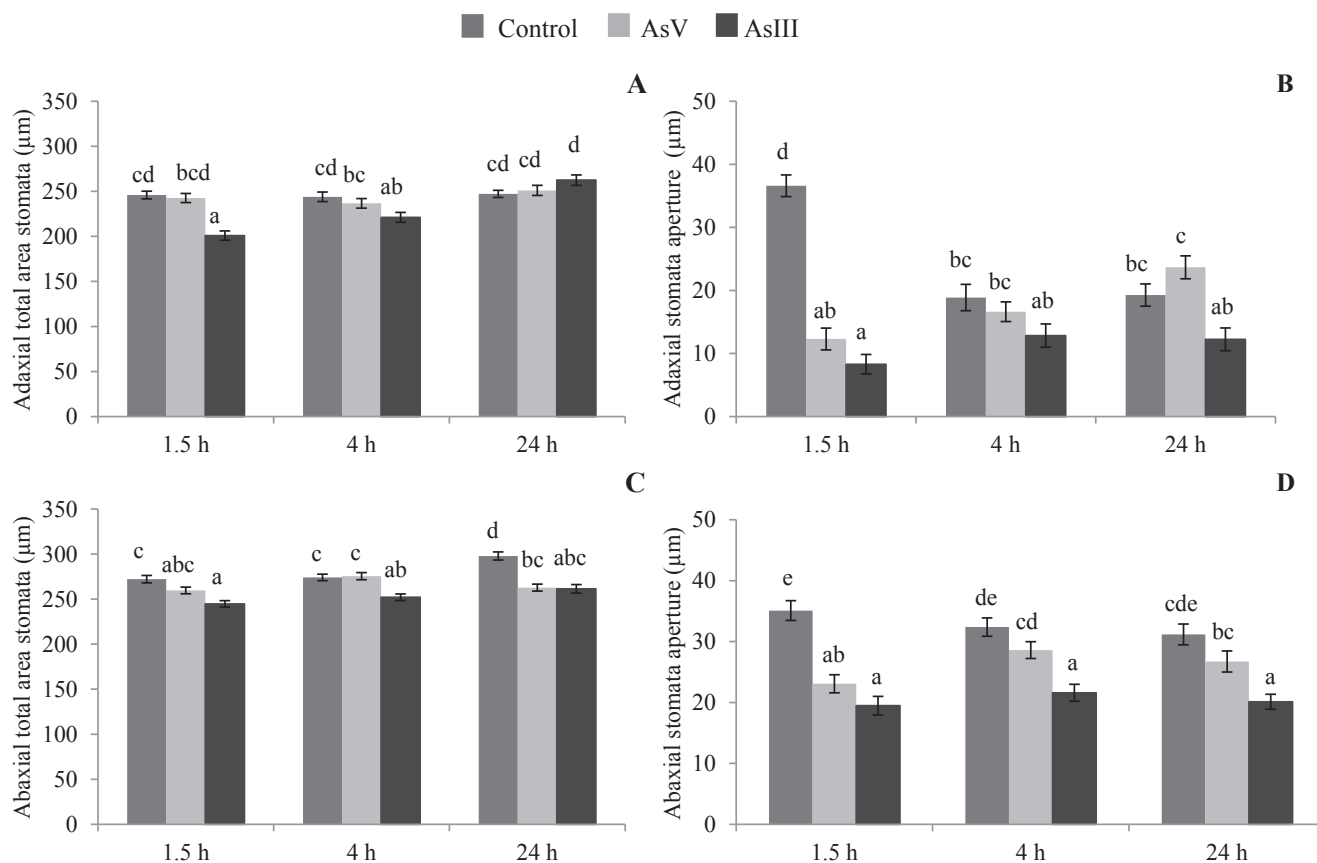 Control AsV AsIII
A
Adaxial total area stomata (µm)
350
300
250
200
150
100
50
0
cd bcd a cd bc ab cd cd d
1.5 h 4 h 24 h
B
Adaxial stomata aperture (µm)
50
40
30
20
10
0
d ab a bc bc ab bc c ab
1.5 h 4 h 24 h
C
Abaxial total area stomata (µm)
350
300
250
200
150
100
50
0
c abc a c c ab d bc abc
1.5 h 4 h 24 h
D
Abaxial stomata aperture (µm)
50
40
30
20
10
0
e ab a de cd a cde bc a
1.5 h 4 h 24 h